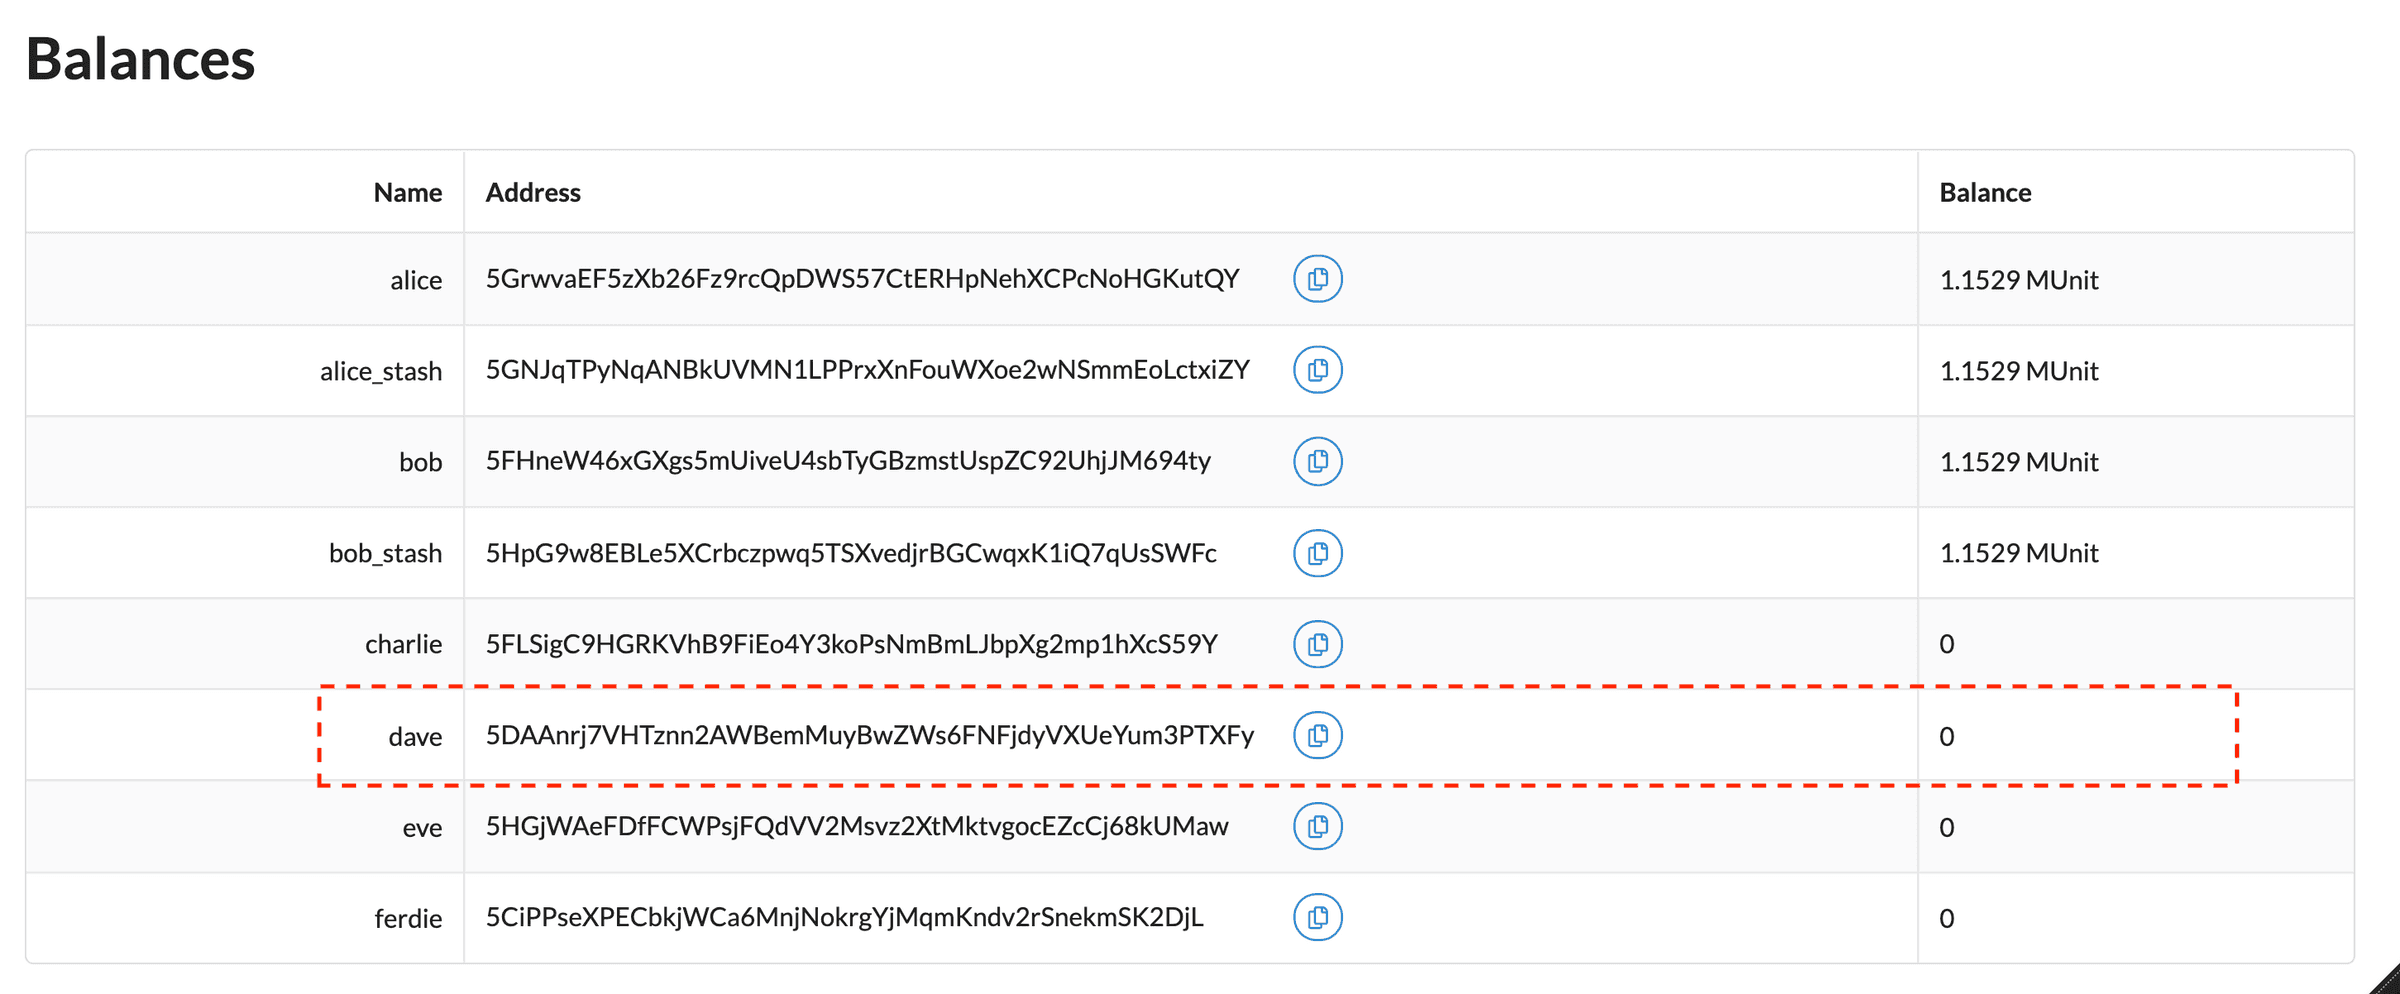 Balances
Name Address Balance
alice 5GrwvaEF5zXb26Fz9rcQpDWS57CtERHpNehXCPcNoHGKutQY 1.1529 MUnit
alice_stash 5GNJqTPyNqANBkUVMN1LPPrxXnFouWXoe2wNSmmEoLctxiZY 1.1529 MUnit
bob 5FHneW46xGXgs5mUiveU4sbTyGBzmstUspZC92UhjJM694ty 1.1529 MUnit
bob_stash 5HpG9w8EBLe5XCrbczpwq5TSXvedjrBGCwqxK1iQ7qUsSWFc 1.1529 MUnit
charlie 5FLSigC9HGRKVhB9FiEo4Y3koPsNmBmLJbpXg2mp1hXcS59Y 0
dave 5DAAnrj7VHTznn2AWBemMuyBwZWs6FNFjdyVXUeYum3PTXFy 0
eve 5HGjWAeFDfFCWPsjFQdVV2Msvz2XtMktvgocEZcCj68kUMaw 0
ferdie 5CiPPseXPECbkjWCa6MnjNokrgYjMqmKndv2rSnekmSK2DjL 0